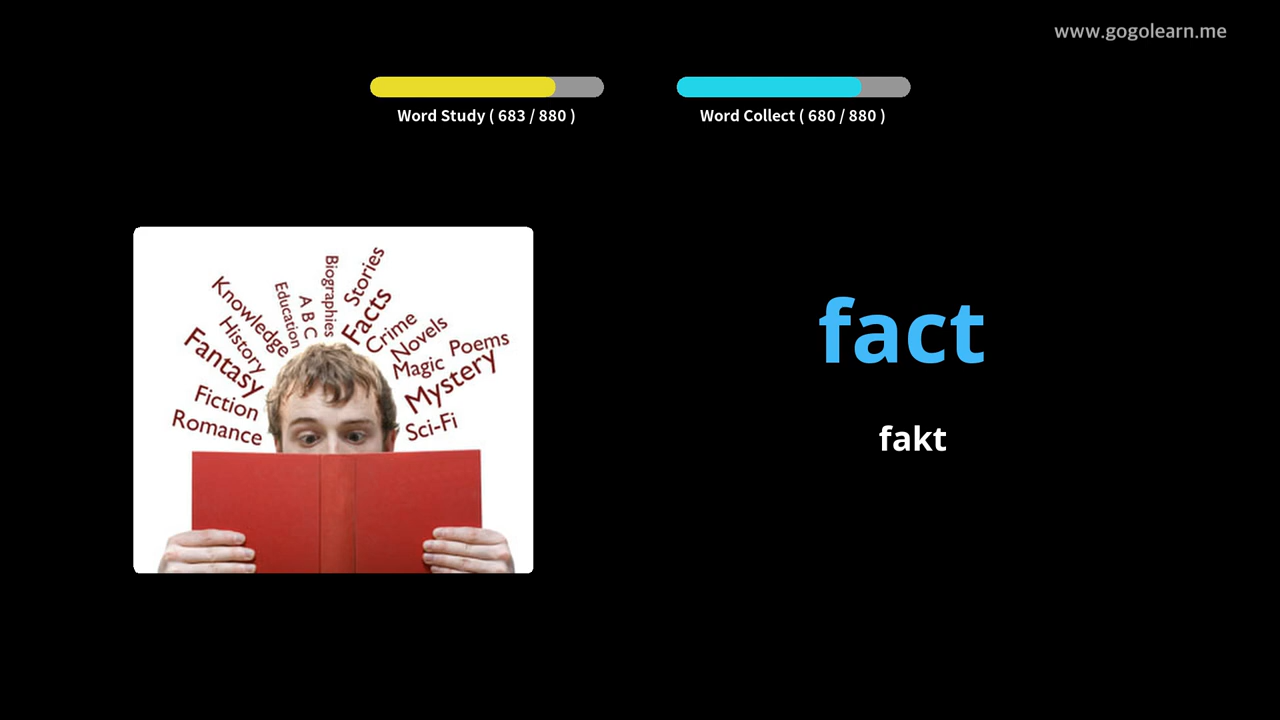 www.gogolearn.me
Word Study ( 683 / 880 )
Word Collect ( 680 / 880 )
Romance
Fiction
Fantasy
History
Knowledge
Education
A B C
Biographies
Stories
Facts
Crime
Novels
Magic
Poems
Mystery
Sci-Fi
fact
fakt